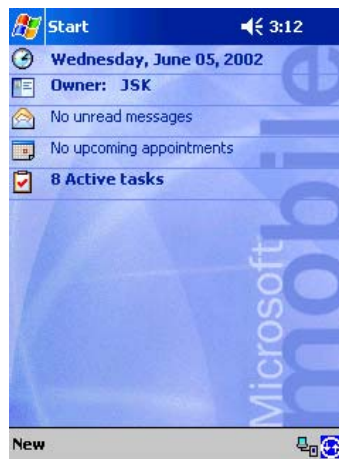 Start 3:12
Wednesday, June 05, 2002
Owner: JSK
No unread messages
No upcoming appointments
8 Active tasks
Microsoft
mobile
New